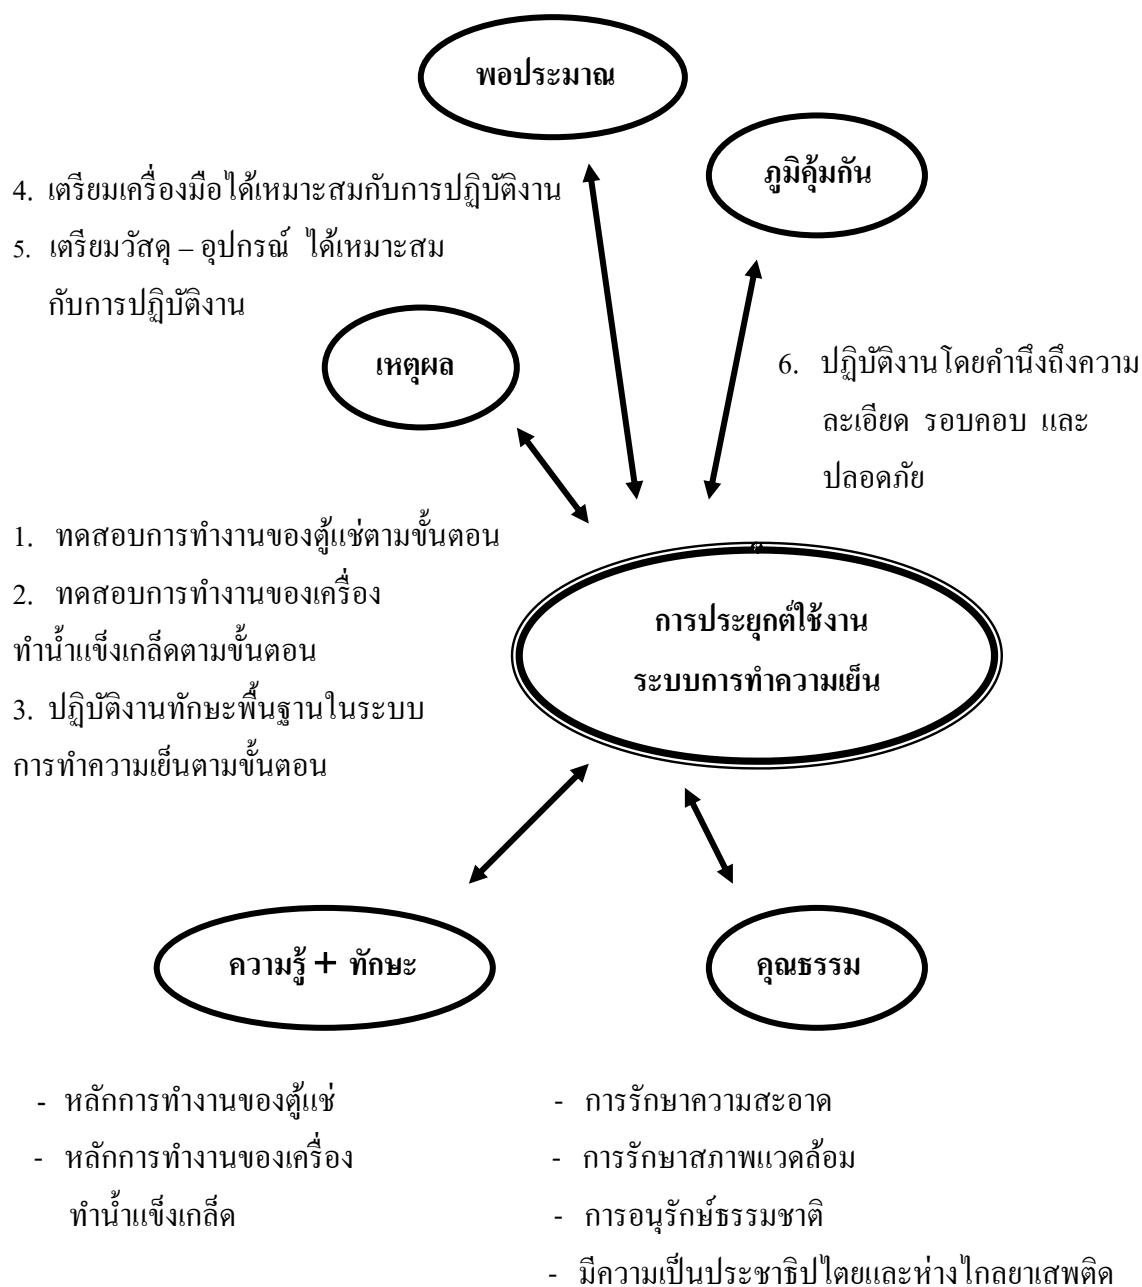 พอประมาณ
ภูมิคุ้มกัน
4. เตรียมเครื่องมือได้เหมาะสมกับการปฏิบัติงาน
5. เตรียมวัสดุ – อุปกรณ์ ได้เหมาะสม
กับการปฏิบัติงาน
เหตุผล
6. ปฏิบัติงานโดยคำนึงถึงความ
ละเอียด รอบคอบ และ
ปลอดภัย
1. ทดสอบการทำงานของตู้แช่ตามขั้นตอน
2. ทดสอบการทำงานของเครื่อง
ทำน้ำแข็งเกล็ดตามขั้นตอน
3. ปฏิบัติงานทักษะพื้นฐานในระบบ
การทำความเย็นตามขั้นตอน
การประยุกต์ใช้งาน
ระบบการทำความเย็น
ความรู้ + ทักษะ
คุณธรรม
- หลักการทำงานของตู้แช่
- หลักการทำงานของเครื่อง
ทำน้ำแข็งเกล็ด
- การรักษาความสะอาด
- การรักษาสภาพแวดล้อม
- การอนุรักษ์ธรรมชาติ
- มีความเป็นประชาธิปไตยและห่างไกลยาเสพติด